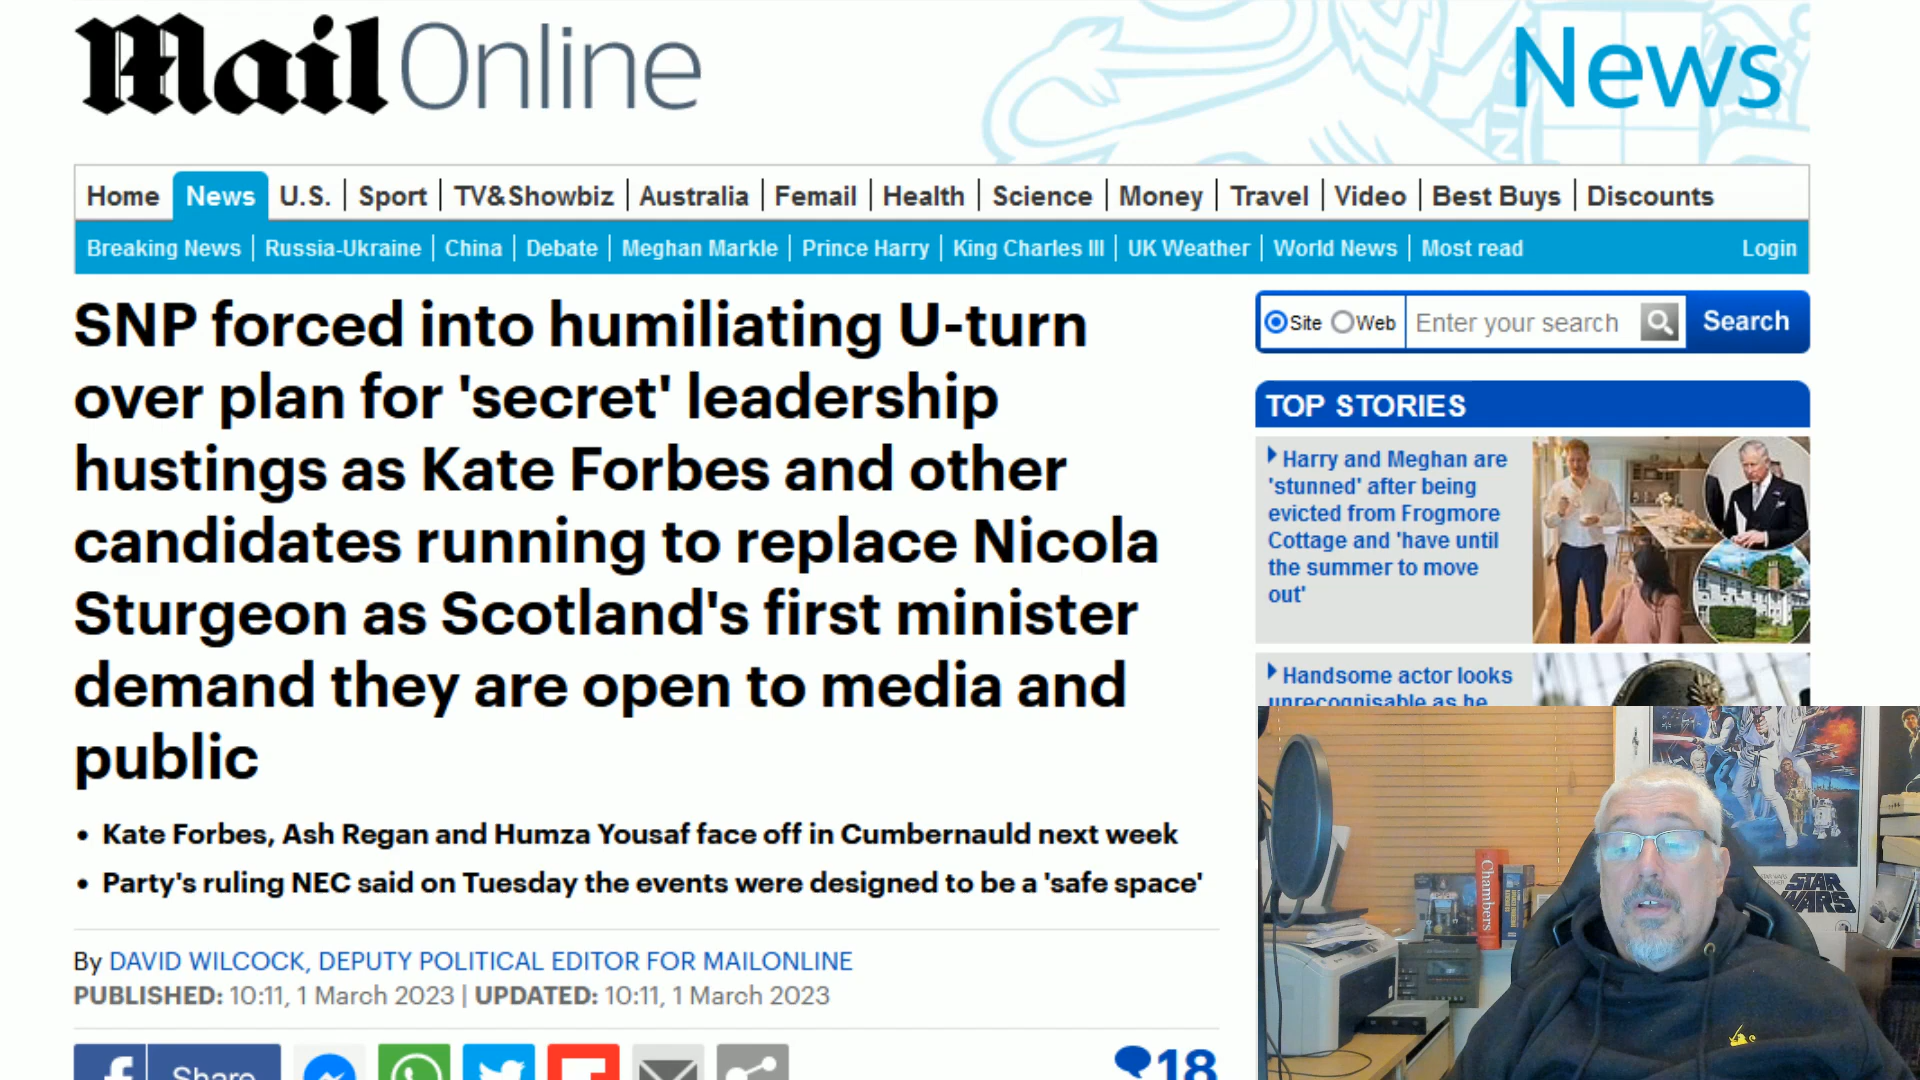 Mail Online
News
Home News U.S. Sport TV&Showbiz Australia Femail Health Science Money Travel Video Best Buys Discounts
Breaking News Russia-Ukraine China Debate Meghan Markle Prince Harry King Charles III UK Weather World News Most read Login
SNP forced into humiliating U-turn
over plan for 'secret' leadership
hustings as Kate Forbes and other
candidates running to replace Nicola
Sturgeon as Scotland's first minister
demand they are open to media and
public
• Kate Forbes, Ash Regan and Humza Yousaf face off in Cumbernauld next week
• Party's ruling NEC said on Tuesday the events were designed to be a 'safe space'
By DAVID WILCOCK, DEPUTY POLITICAL EDITOR FOR MAILONLINE
PUBLISHED: 10:11, 1 March 2023 | UPDATED: 10:11, 1 March 2023
Share
18
Site Web Enter your search Search
TOP STORIES
Harry and Meghan are
'stunned' after being
evicted from Frogmore
Cottage and 'have until
the summer to move
out'
Handsome actor looks
unrecognisable as he
Chambers
STAR
WARS